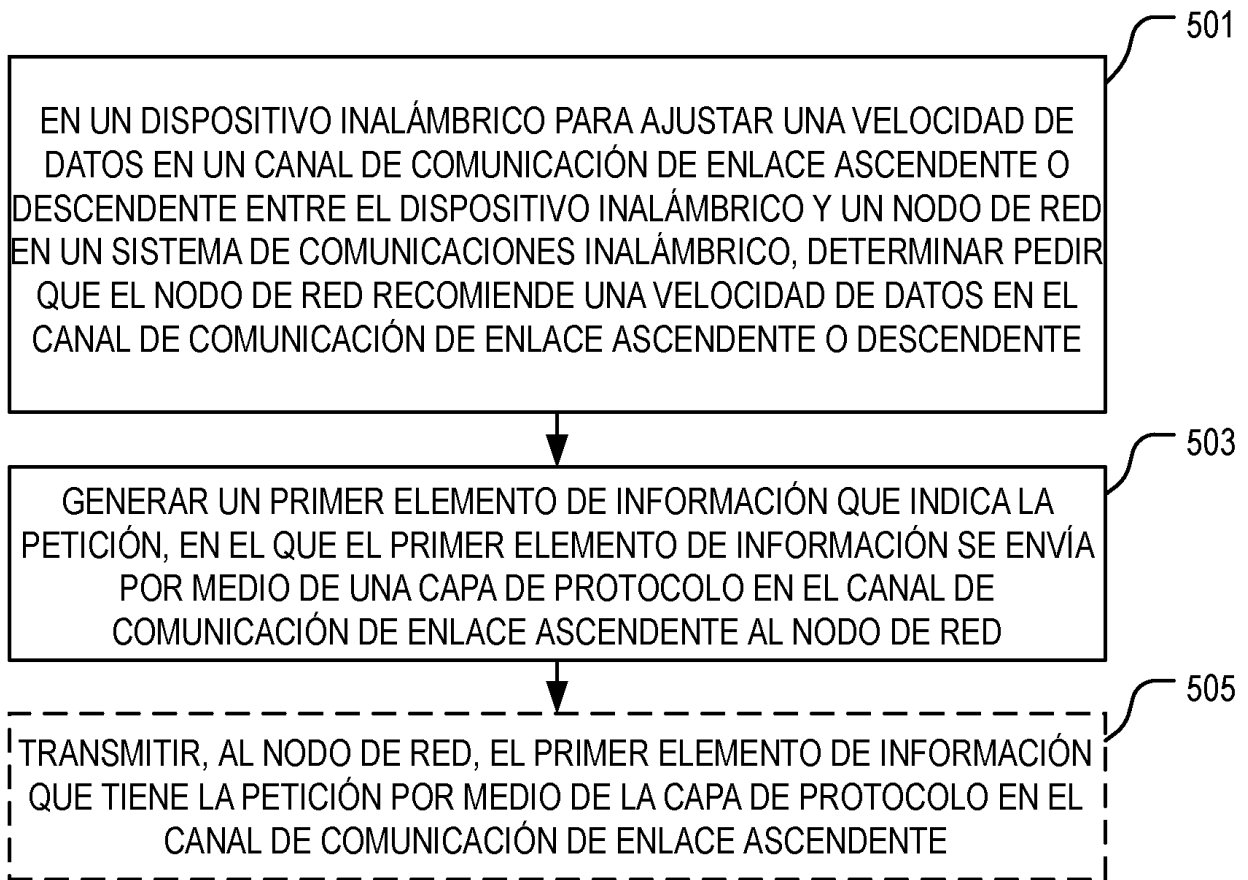 501
EN UN DISPOSITIVO INALÁMBRICO PARA AJUSTAR UNA VELOCIDAD DE
DATOS EN UN CANAL DE COMUNICACIÓN DE ENLACE ASCENDENTE O
DESCENDENTE ENTRE EL DISPOSITIVO INALÁMBRICO Y UN NODO DE RED
EN UN SISTEMA DE COMUNICACIONES INALÁMBRICO, DETERMINAR PEDIR
QUE EL NODO DE RED RECOMIENDE UNA VELOCIDAD DE DATOS EN EL
CANAL DE COMUNICACIÓN DE ENLACE ASCENDENTE O DESCENDENTE
503
GENERAR UN PRIMER ELEMENTO DE INFORMACIÓN QUE INDICA LA
PETICIÓN, EN EL QUE EL PRIMER ELEMENTO DE INFORMACIÓN SE ENVÍA
POR MEDIO DE UNA CAPA DE PROTOCOLO EN EL CANAL DE
COMUNICACIÓN DE ENLACE ASCENDENTE AL NODO DE RED
505
TRANSMITIR, AL NODO DE RED, EL PRIMER ELEMENTO DE INFORMACIÓN
QUE TIENE LA PETICIÓN POR MEDIO DE LA CAPA DE PROTOCOLO EN EL
CANAL DE COMUNICACIÓN DE ENLACE ASCENDENTE